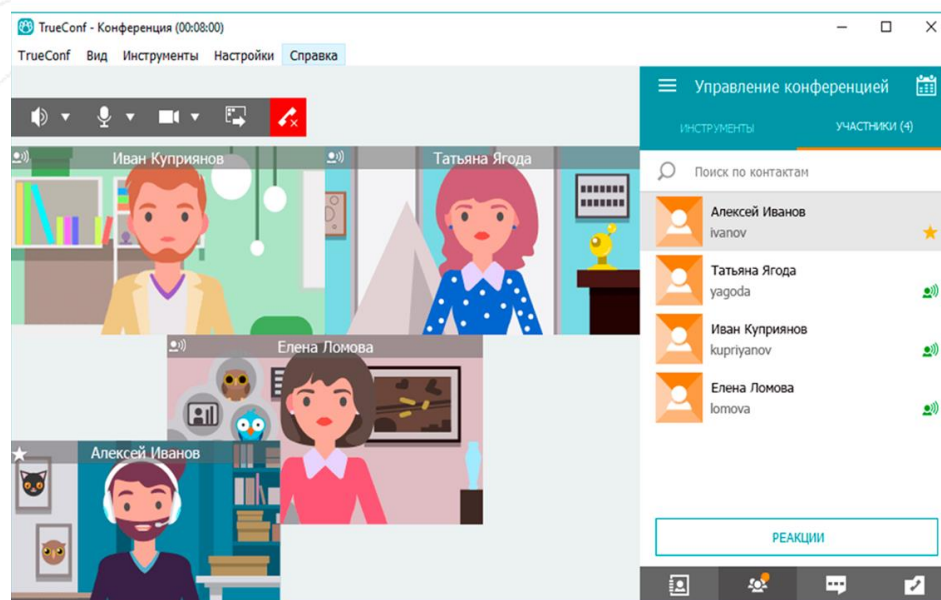 TrueConf - Конференция (00:08:00)
TrueConf Вид Инструменты Настройки Справка
Управление конференцией
ИНСТРУМЕНТЫ УЧАСТНИКИ (4)
Поиск по контактам
Иван Куприянов
Татьяна Ягода
Елена Ломова
Алексей Иванов
Алексей Иванов
ivanov
Татьяна Ягода
yagoda
Иван Куприянов
kupriyanov
Елена Ломова
lomova
РЕАКЦИИ